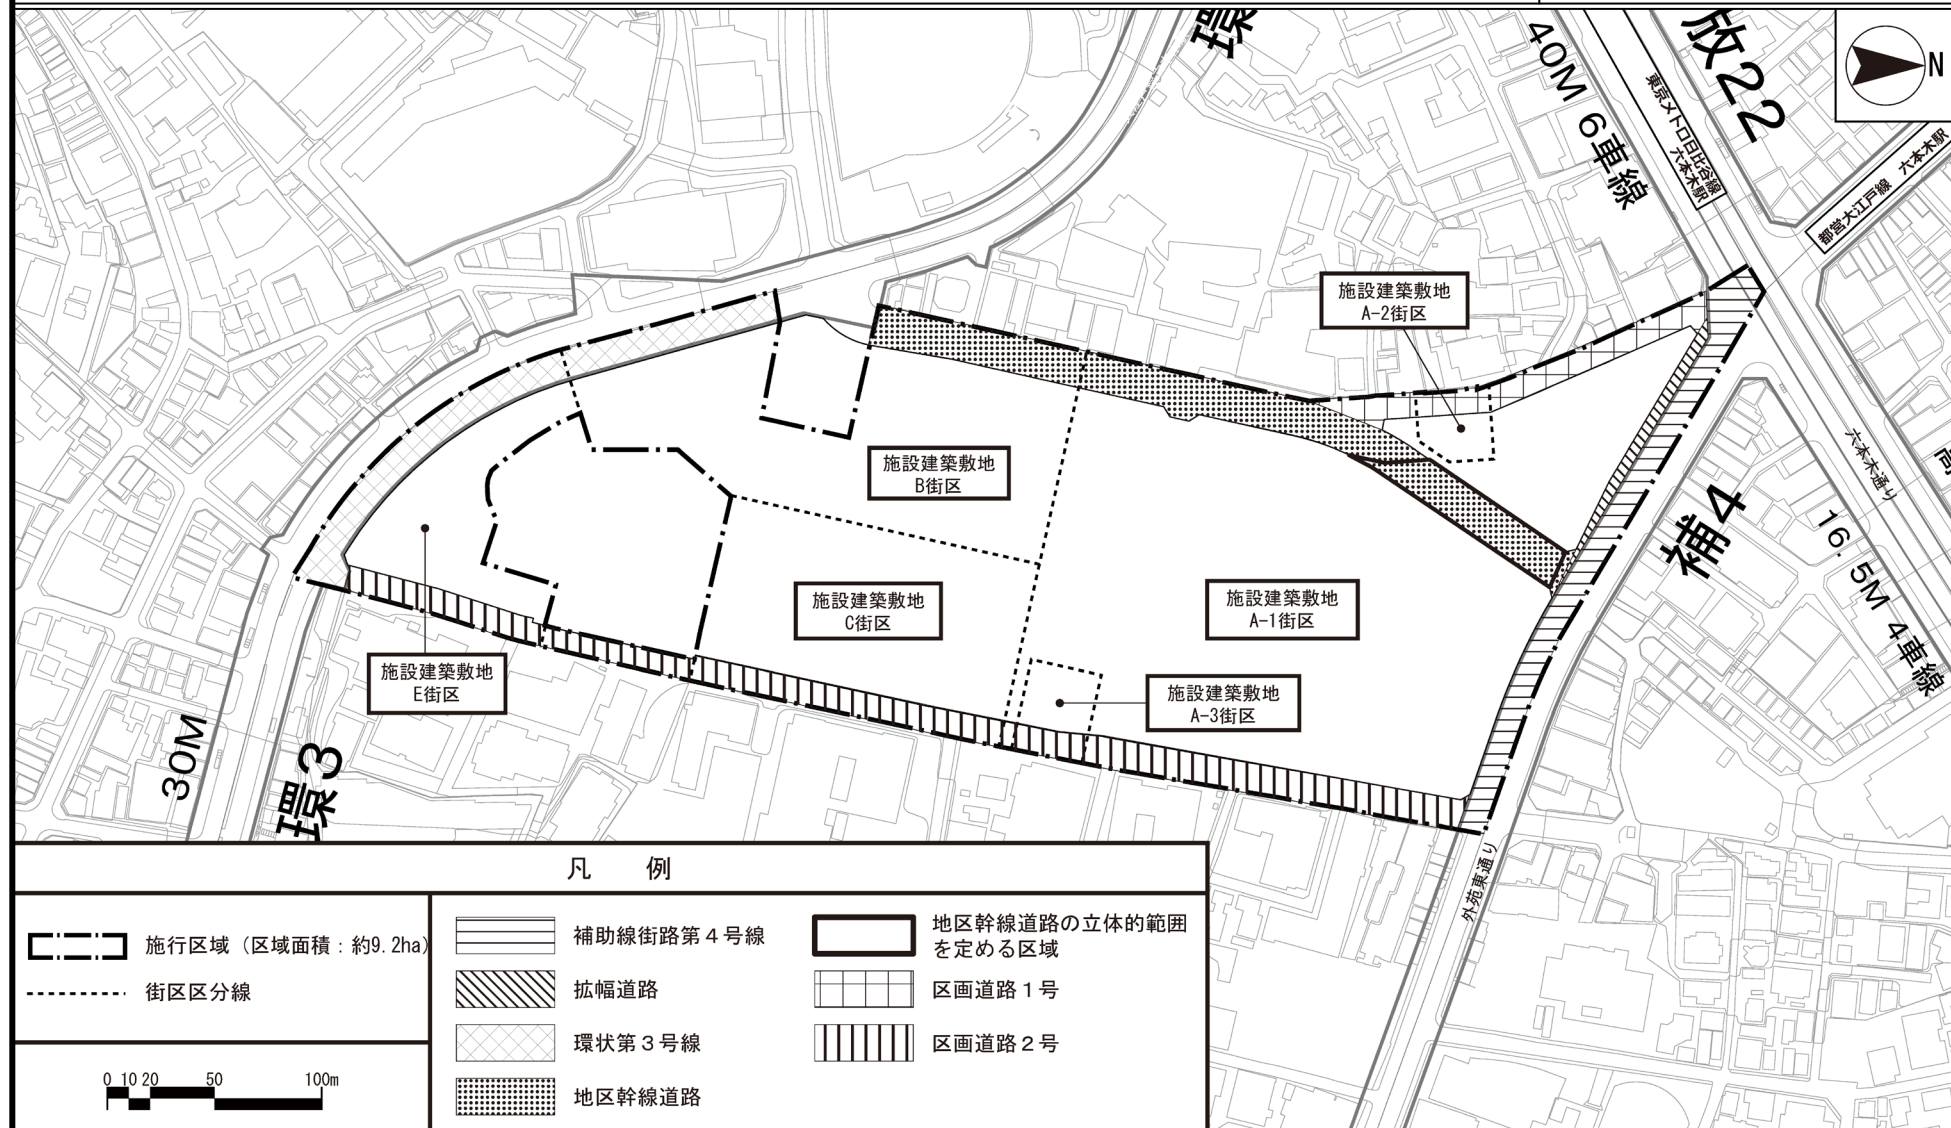 環
40M 6車線
東京メトロ日比谷線
六本木駅
放22
N
都営大江戸線 六本木駅
施設建築敷地
A-2街区
六本木通り
施設建築敷地
B街区
補4
16.5M 4車線
施設建築敷地
C街区
施設建築敷地
A-1街区
施設建築敷地
E街区
施設建築敷地
A-3街区
30M
環3
外苑東通り
凡 例
施行区域（区域面積：約9.2ha）
街区区分線
0 10 20 50 100m
補助線街路第４号線
拡幅道路
環状第３号線
地区幹線道路
地区幹線道路の立体的範囲
を定める区域
区画道路１号
区画道路２号